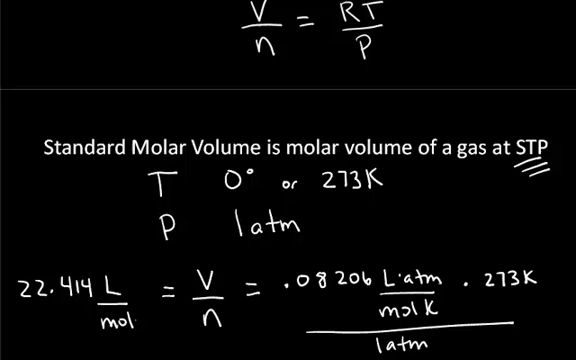 V/n = RT/P
Standard Molar Volume is molar volume of a gas at STP
T 0° or 273K
P 1atm
22.414 L/mol = V/n = .08206 L·atm/mol K · 273K / 1atm